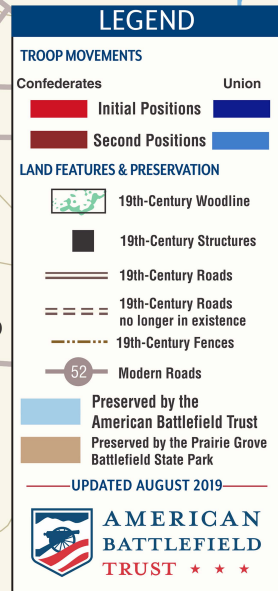 LEGEND
TROOP MOVEMENTS
Confederates Union
Initial Positions
Second Positions
LAND FEATURES & PRESERVATION
19th-Century Woodline
19th-Century Structures
19th-Century Roads
19th-Century Roads
no longer in existence
19th-Century Fences
52 Modern Roads
Preserved by the
American Battlefield Trust
Preserved by the Prairie Grove
Battlefield State Park
UPDATED AUGUST 2019
AMERICAN
BATTLEFIELD
TRUST